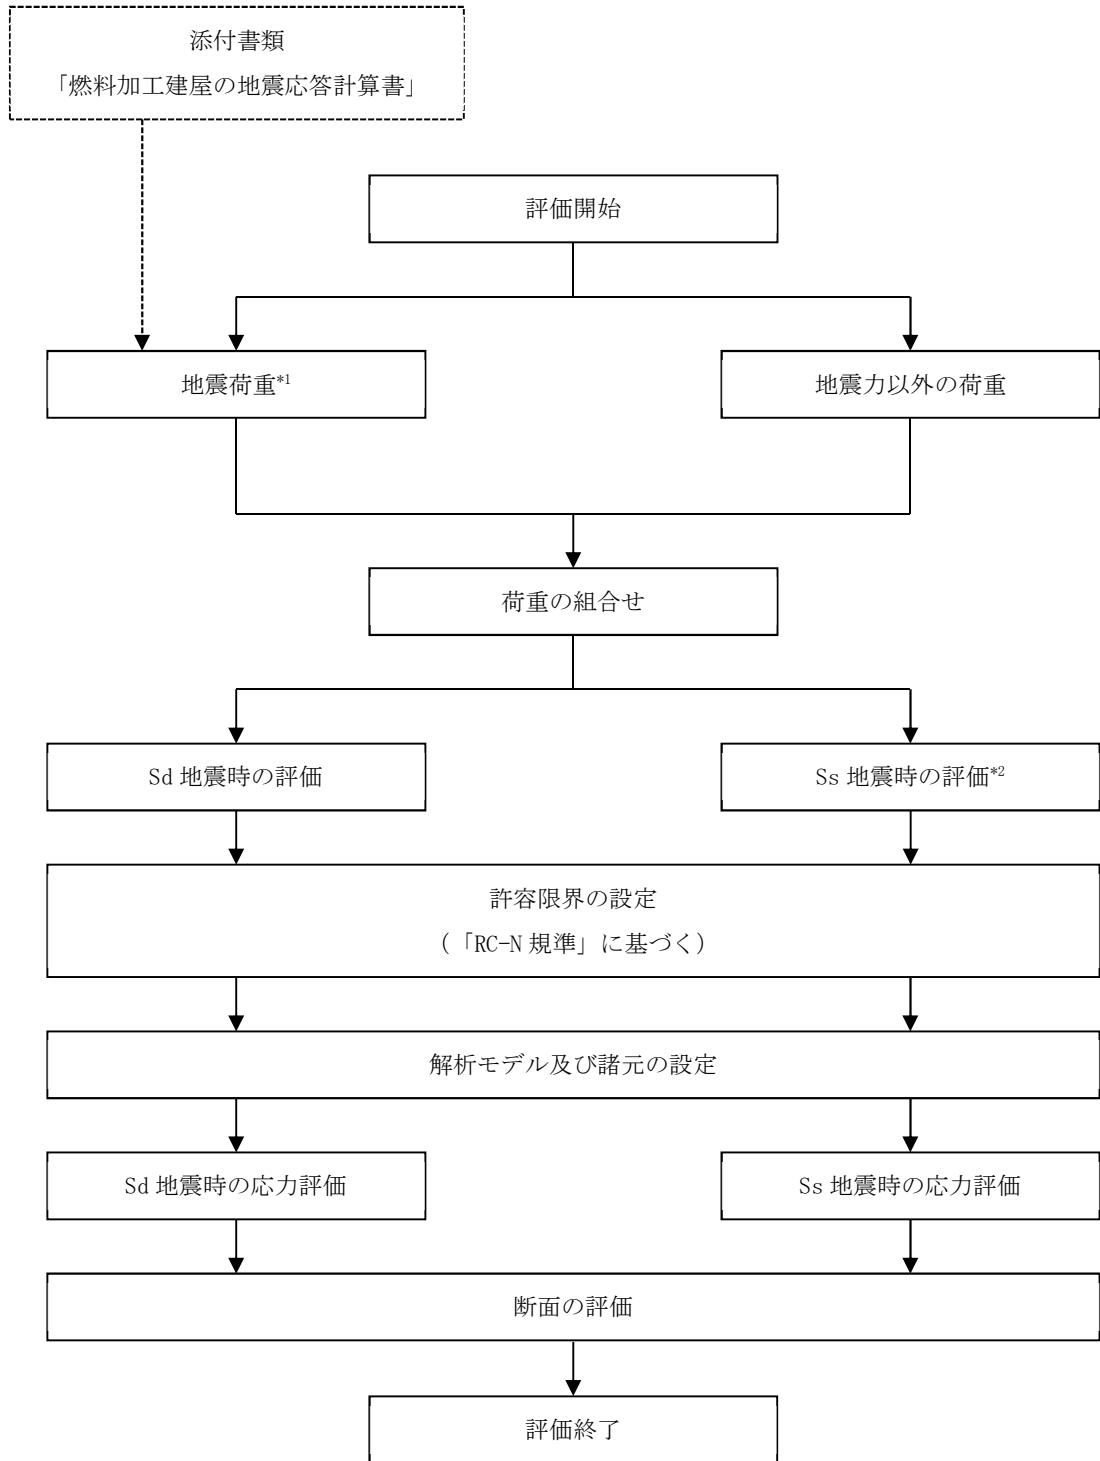 添付書類
「燃料加工建屋の地震応答計算書」
評価開始
地震荷重*1
地震力以外の荷重
荷重の組合せ
Sd 地震時の評価
Ss 地震時の評価*2
許容限界の設定
（「RC-N 規準」に基づく）
解析モデル及び諸元の設定
Sd 地震時の応力評価
Ss 地震時の応力評価
断面の評価
評価終了